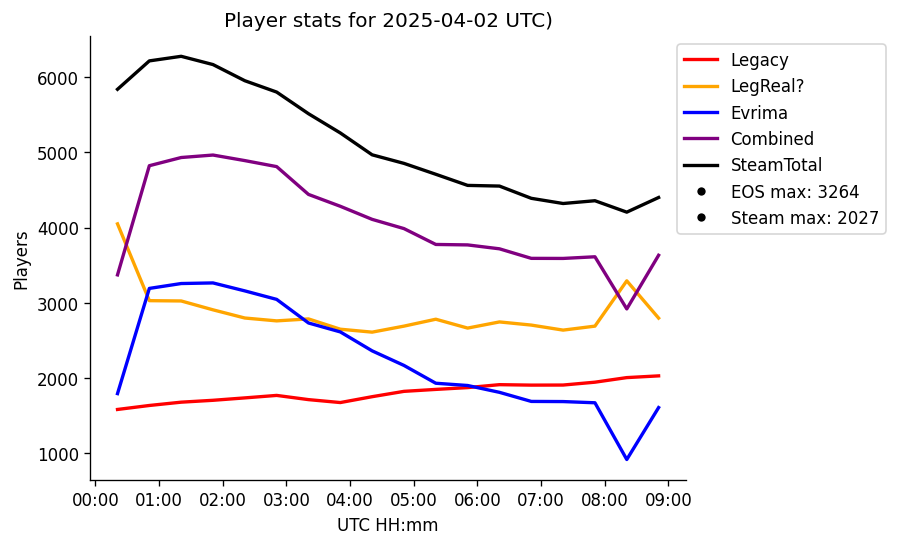 Player stats for 2025-04-02 UTC)
Players
6000
5000
4000
3000
2000
1000
00:00 01:00 02:00 03:00 04:00 05:00 06:00 07:00 08:00 09:00
UTC HH:mm
Legacy
LegReal?
Evrima
Combined
SteamTotal
EOS max: 3264
Steam max: 2027